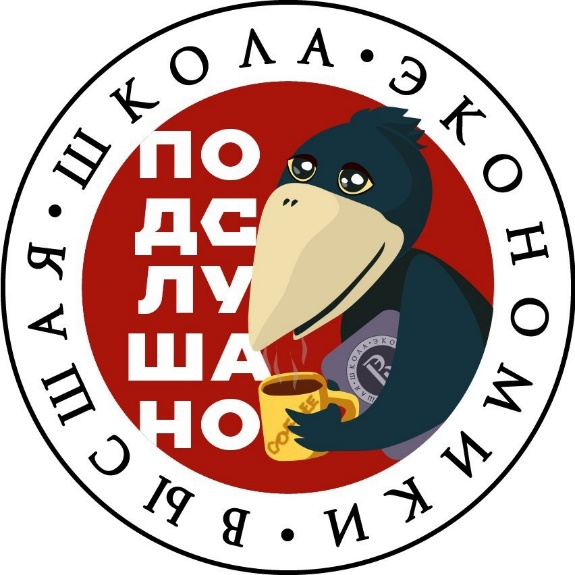 ВЫСШАЯ • ШКОЛА • ЭКОНОМИКИ •
ПО
ДС
ЛУ
ША
НО
COFFEE